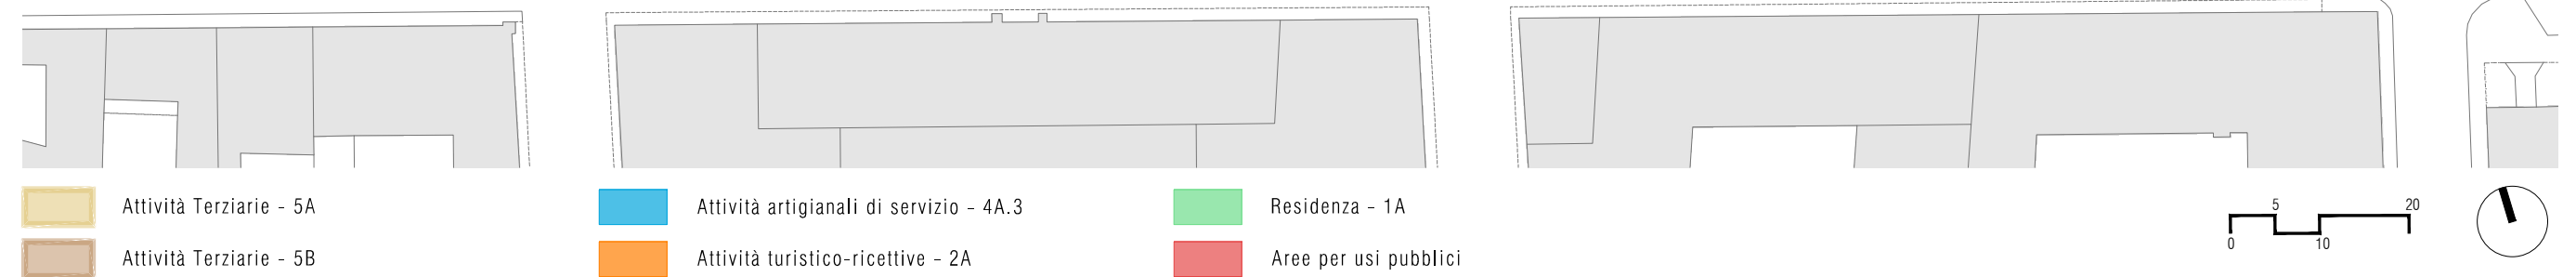 Attività Terziarie - 5A
Attività Terziarie - 5B
Attività artigianali di servizio - 4A.3
Attività turistico-ricettive - 2A
Residenza - 1A
Aree per usi pubblici
5 20
0 10